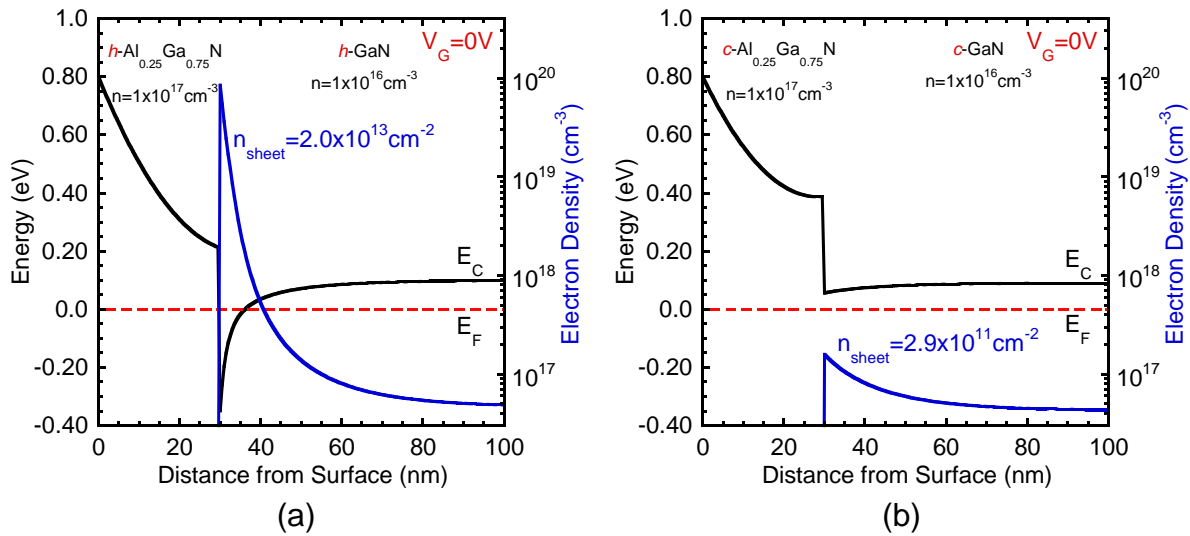 h-Al0.25Ga0.75N
h-GaN
VG=0V
n=1x10^17cm^-3
n=1x10^16cm^-3
nsheet=2.0x10^13cm^-2
EC
EF
1.0
0.80
0.60
0.40
0.20
0.0
-0.20
-0.40
Energy (eV)
10^20
10^19
10^18
10^17
Electron Density (cm^-3)
0
20
40
60
80
100
Distance from Surface (nm)
(a)
c-Al0.25Ga0.75N
c-GaN
VG=0V
n=1x10^17cm^-3
n=1x10^16cm^-3
EC
EF
nsheet=2.9x10^11cm^-2
1.0
0.80
0.60
0.40
0.20
0.0
-0.20
-0.40
Energy (eV)
10^20
10^19
10^18
10^17
Electron Density (cm^-3)
0
20
40
60
80
100
Distance from Surface (nm)
(b)